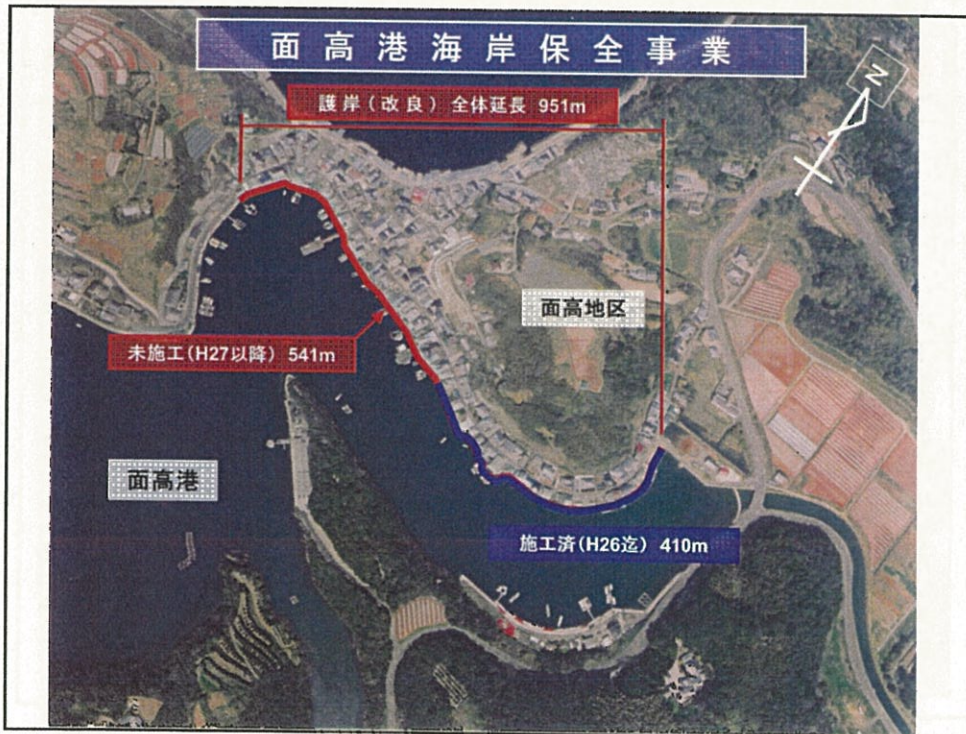 面高港海岸保全事業
護岸(改良) 全体延長 951m
N
面高地区
未施工(H27以降) 541m
面高港
施工済(H26迄) 410m